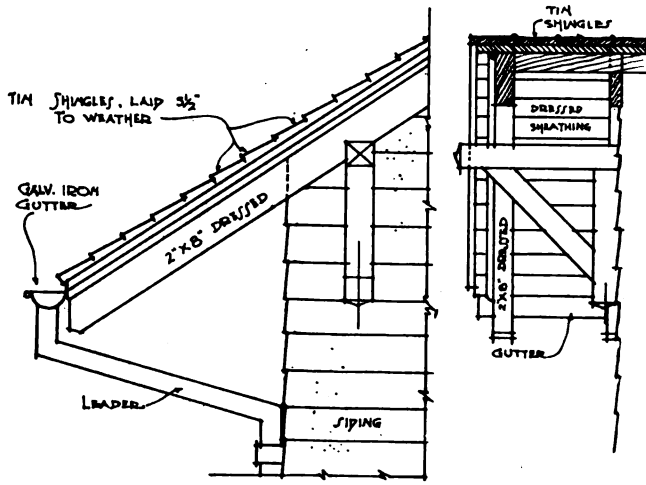 TIN SHINGLES, LAID 5½"
TO WEATHER
GALV. IRON
GUTTER
2"X8" DRESSED
LEADER
SIDING
TIN
SHINGLES
DRESSED
SHEATHING
2"X8" DRESSED
GUTTER